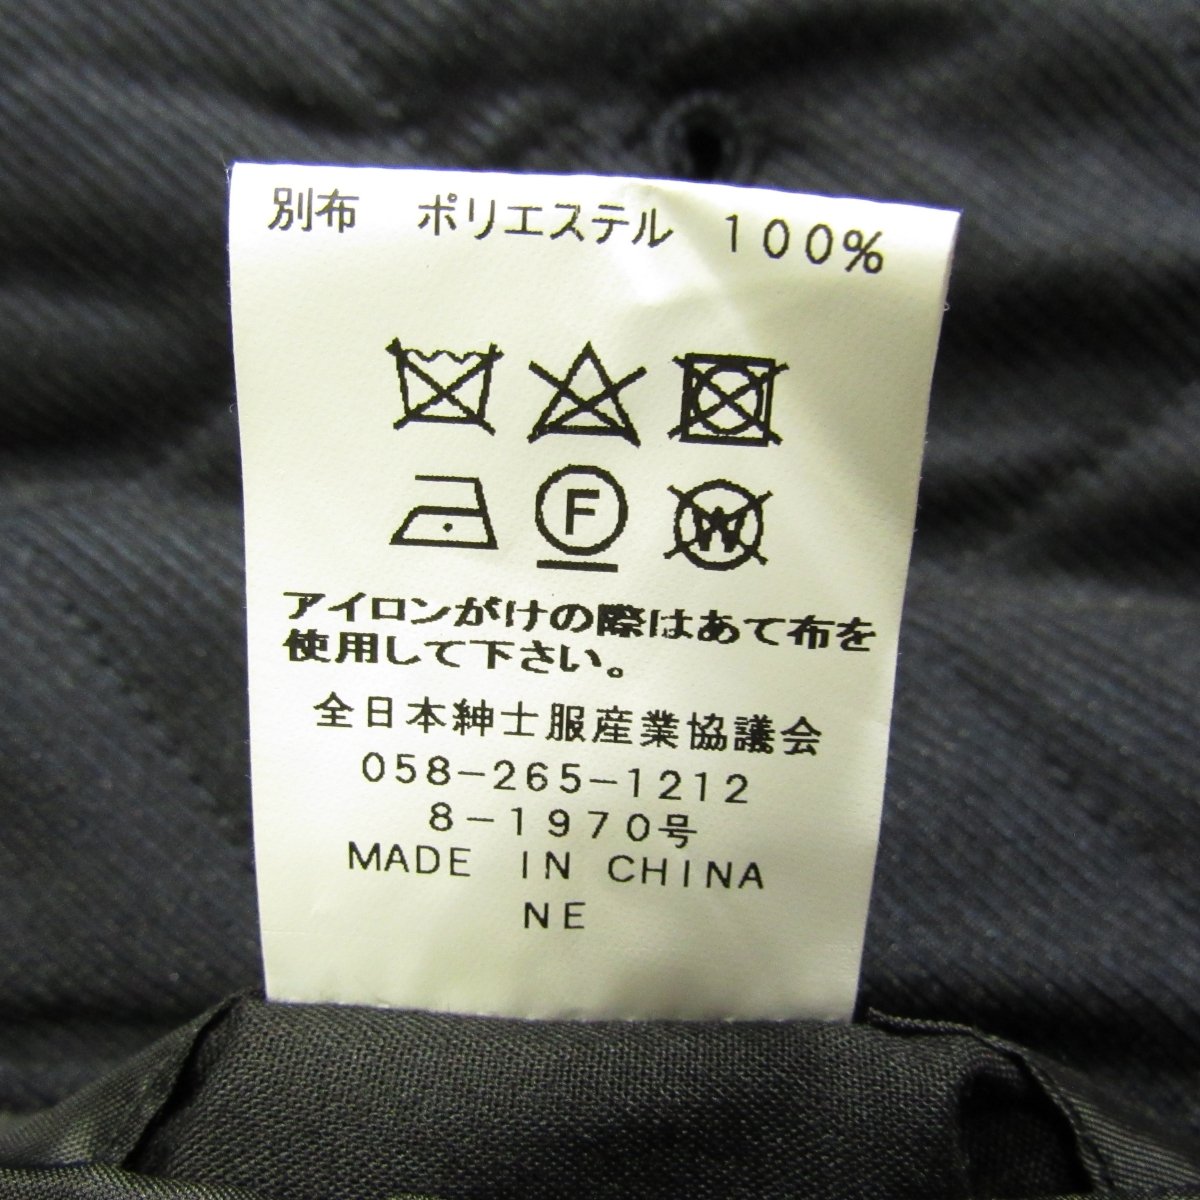 別布　ポリエステル　１００％
F W
アイロンがけの際はあて布を
使用して下さい。
全日本紳士服産業協議会
０５８－２６５－１２１２
８－１９７０号
MADE IN CHINA
NE